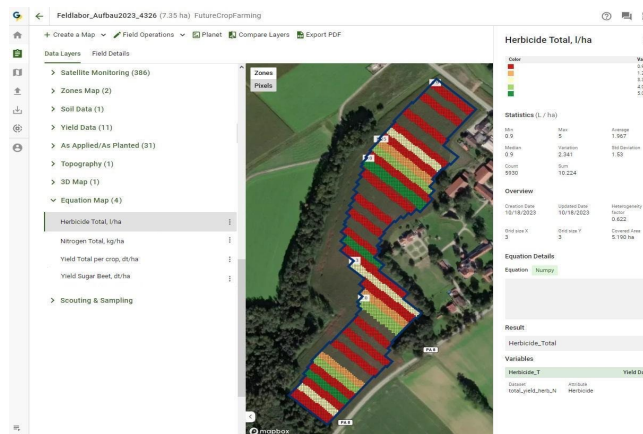 Feldlabor_Aufbau2023_4326 (7.35 ha) FutureCropFarming
+ Create a Map
Field Operations
Planet
Compare Layers
Export PDF
Data Layers
Field Details
Satellite Monitoring (386)
Zones Map (2)
Soil Data (1)
Yield Data (11)
As Applied/As Planted (31)
Topography (1)
3D Map (1)
Equation Map (4)
Herbicide Total, l/ha
Nitrogen Total, kg/ha
Yield Total per crop, dt/ha
Yield Sugar Beet, dt/ha
Scouting & Sampling
Zones
Pixels
mapbox
Herbicide Total, l/ha
Color
Statistics (L / ha)
Min Max Average
0.9 5 1.967
Median Variation Std Deviation
0.9 2.341 1.53
Count Sum
5930 10.224
Overview
Creation Date Updated Date Heterogeneity factor
10/18/2023 10/18/2023 0.622
Grid size X Grid size Y Covered Area
3 3 5.190 ha
Equation Details
Equation Numpy
Result
Herbicide_Total
Variables
Herbicide_T
Dataset Attribute
total_yield_herb_N Herbicide